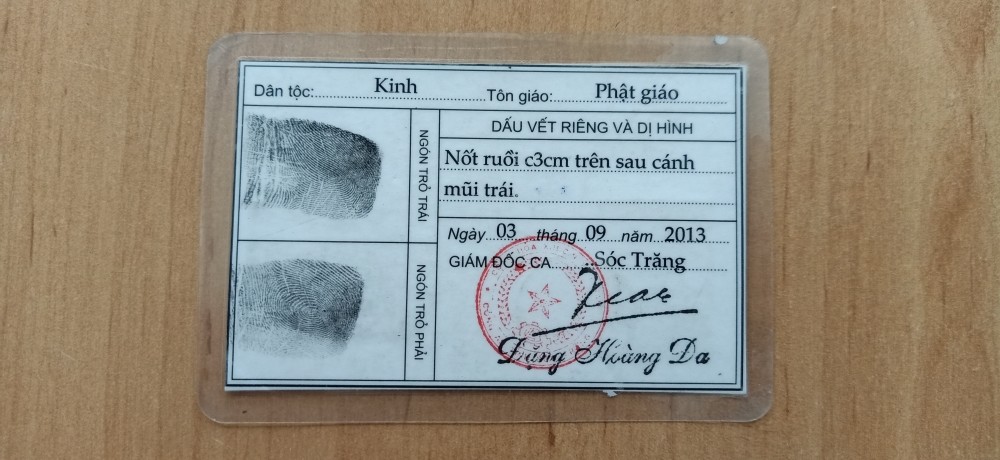 Dân tộc: Kinh Tôn giáo: Phật giáo
NGÓN TRỎ TRÁI
NGÓN TRỎ PHẢI
DẤU VẾT RIÊNG VÀ DỊ HÌNH
Nốt ruồi c3cm trên sau cánh
mũi trái.
Ngày 03 tháng 09 năm 2013
GIÁM ĐỐC CA Sóc Trăng
Đặng Hoàng Đa